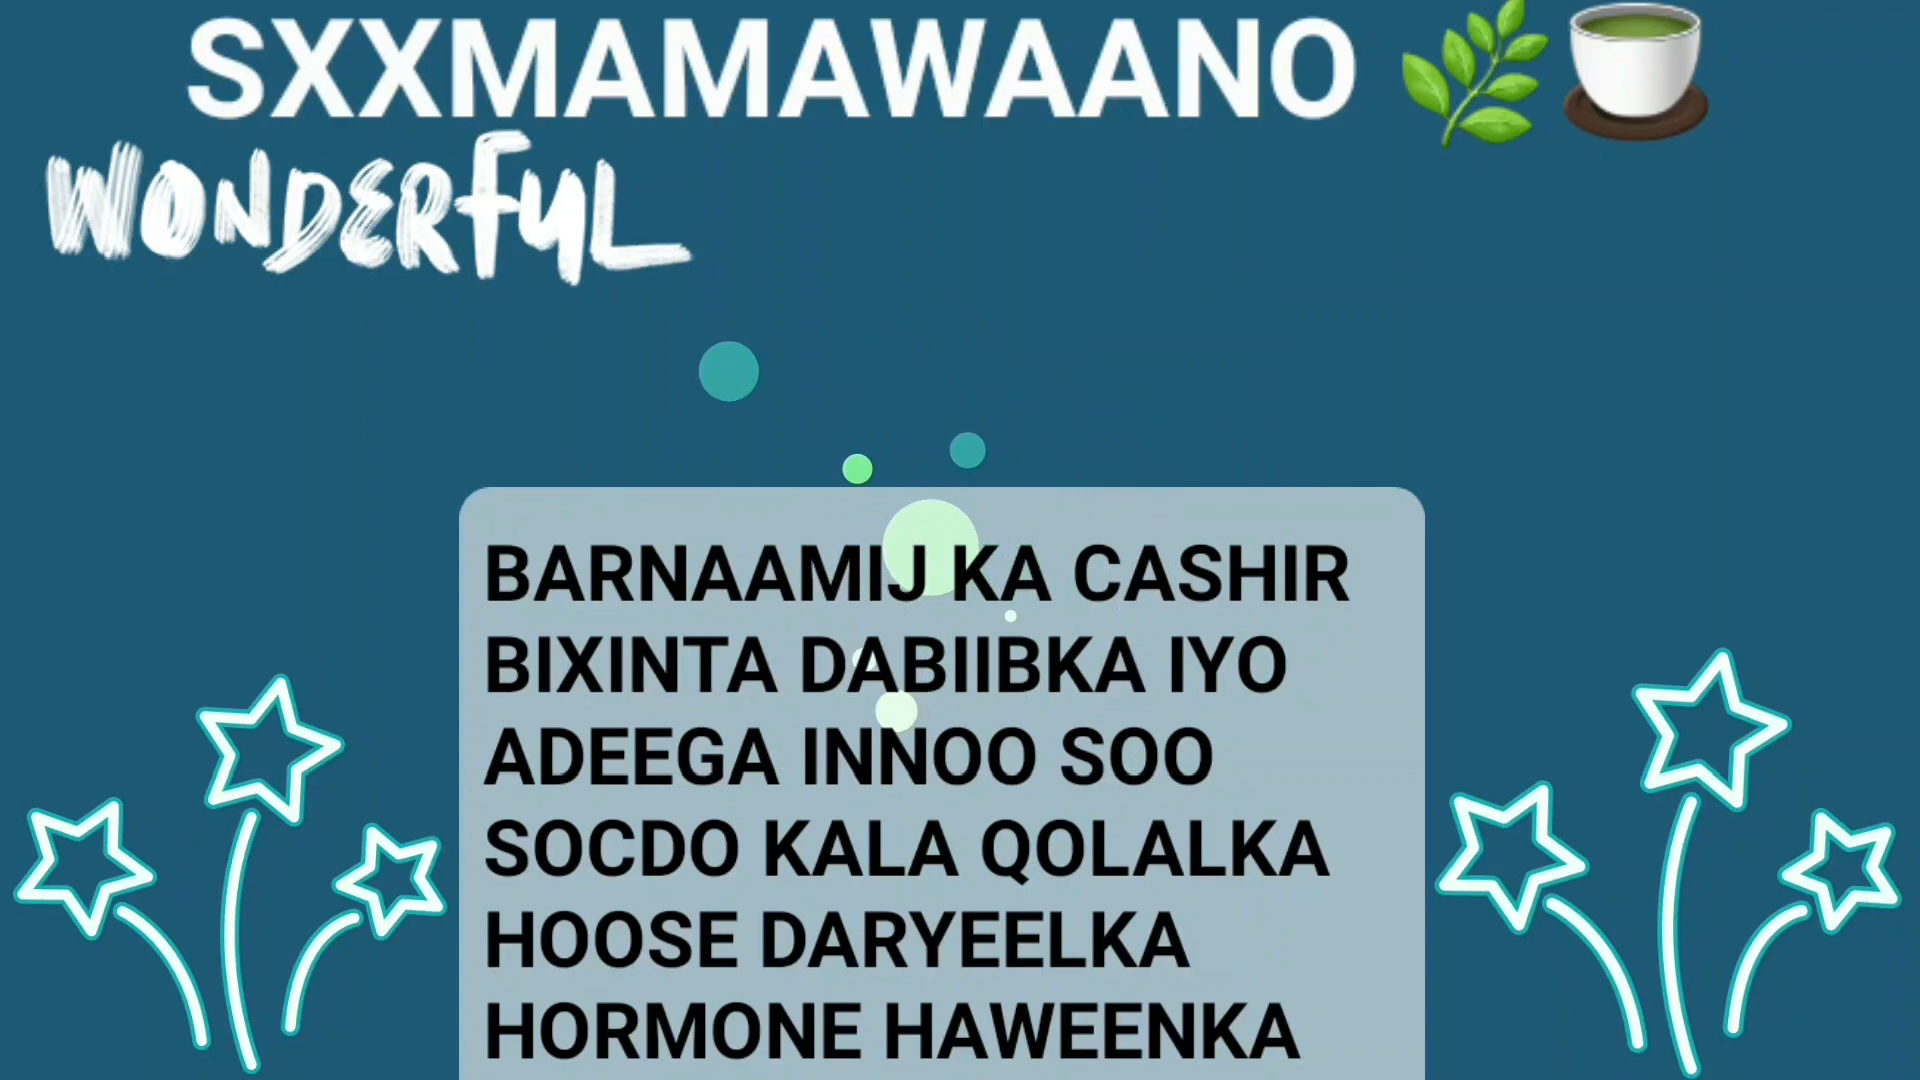 SXXMAMAWAANO 🌿🍵
WONDERFUL
BARNAAMIJ KA CASHIR
BIXINTA DABIIBKA IYO
ADEEGA INNOO SOO
SOCDO KALA QOLALKA
HOOSE DARYEELKA
HORMONE HAWEENKA